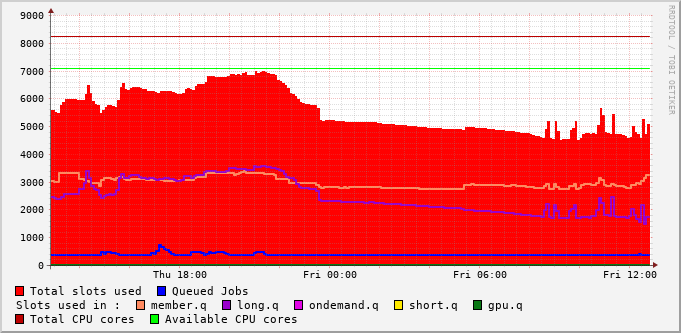 9000
8000
7000
6000
5000
4000
3000
2000
1000
0
Thu 18:00 Fri 00:00 Fri 06:00 Fri 12:00
Total slots used Queued Jobs
Slots used in : member.q long.q ondemand.q short.q gpu.q
Total CPU cores Available CPU cores
RRDTOOL / TOBI OETIKER